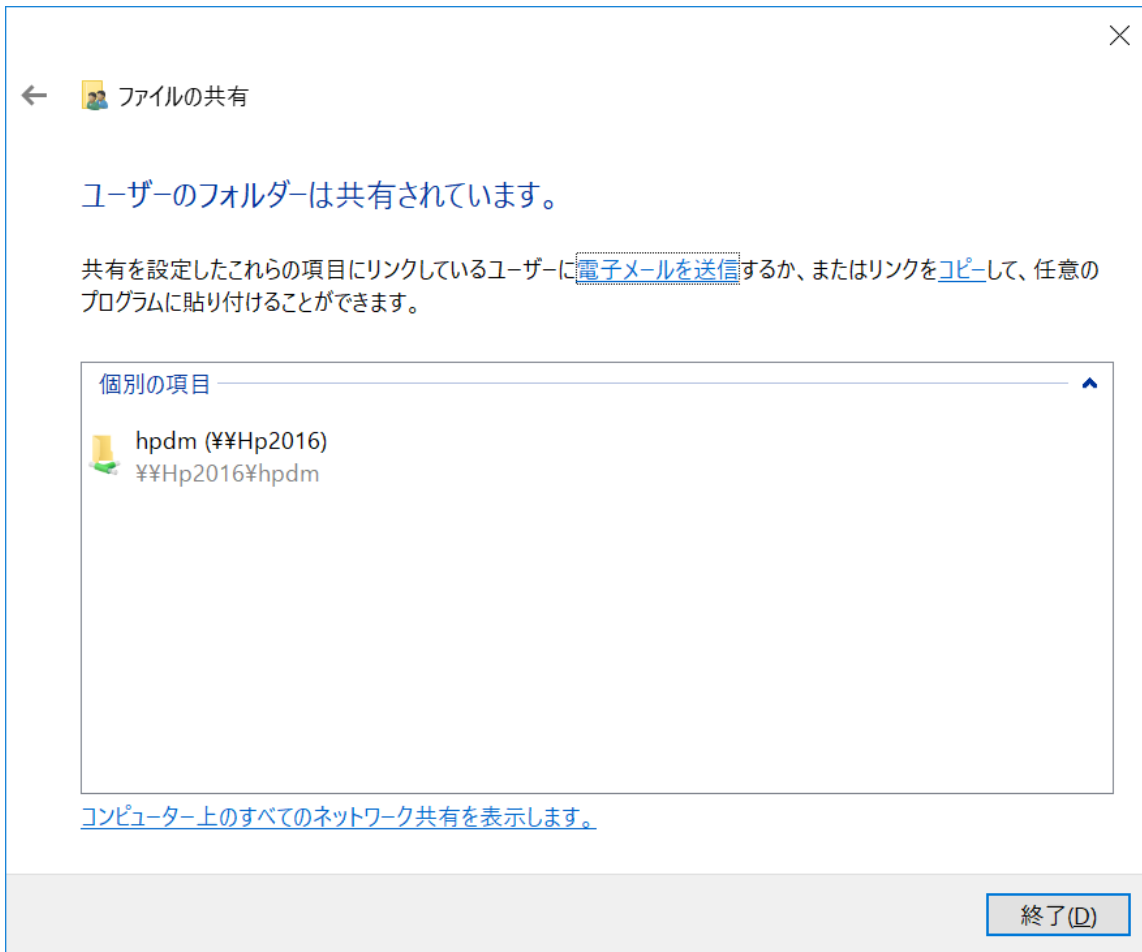 ファイルの共有
ユーザーのフォルダーは共有されています。
共有を設定したこれらの項目にリンクしているユーザーに電子メールを送信するか、またはリンクをコピーして、任意の
プログラムに貼り付けることができます。
個別の項目
hpdm (¥¥Hp2016)
¥¥Hp2016¥hpdm
コンピューター上のすべてのネットワーク共有を表示します。
終了(D)